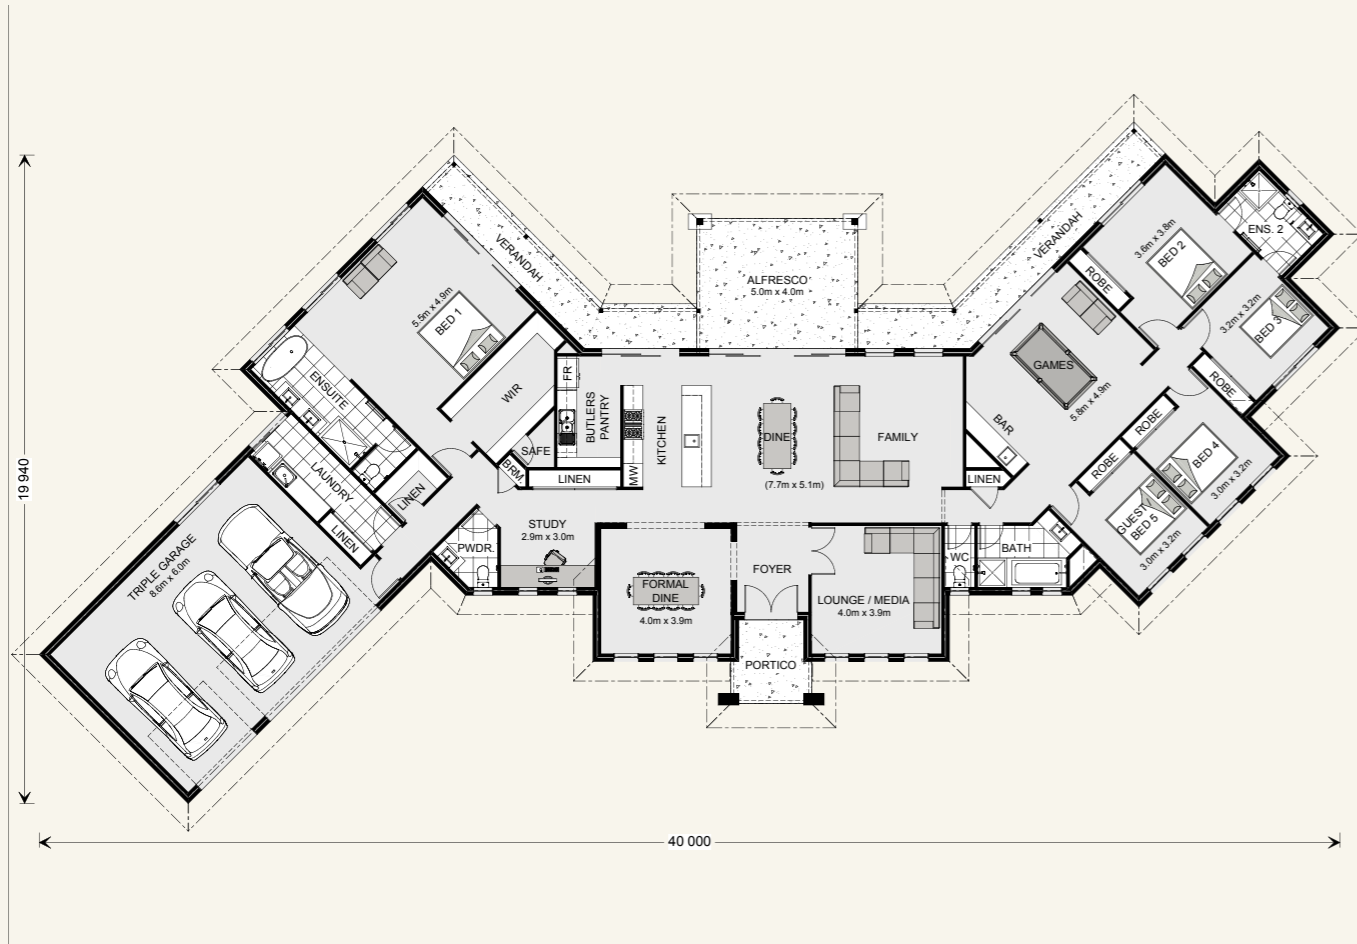 VERANDAH
5.5m x 4.9m
BED 1
ENSUITE
WIR
SAFE
BRM.
LINEN
LAUNDRY
LINEN
LINEN
TRIPLE GARAGE
8.6m x 6.0m
PWDR.
STUDY
2.9m x 3.0m
FR
BUTLERS
PANTRY
MW
KITCHEN
ALFRESCO
5.0m x 4.0m
DINE
(7.7m x 5.1m)
FAMILY
FORMAL
DINE
4.0m x 3.9m
FOYER
PORTICO
LOUNGE / MEDIA
4.0m x 3.9m
WC
BATH
LINEN
BAR
GAMES
5.8m x 4.9m
VERANDAH
ROBE
3.6m x 3.8m
BED 2
ENS. 2
3.2m x 3.2m
BED 3
ROBE
ROBE
BED 4
3.0m x 3.2m
ROBE
GUEST
BED 5
3.0m x 3.2m
19 940
40 000